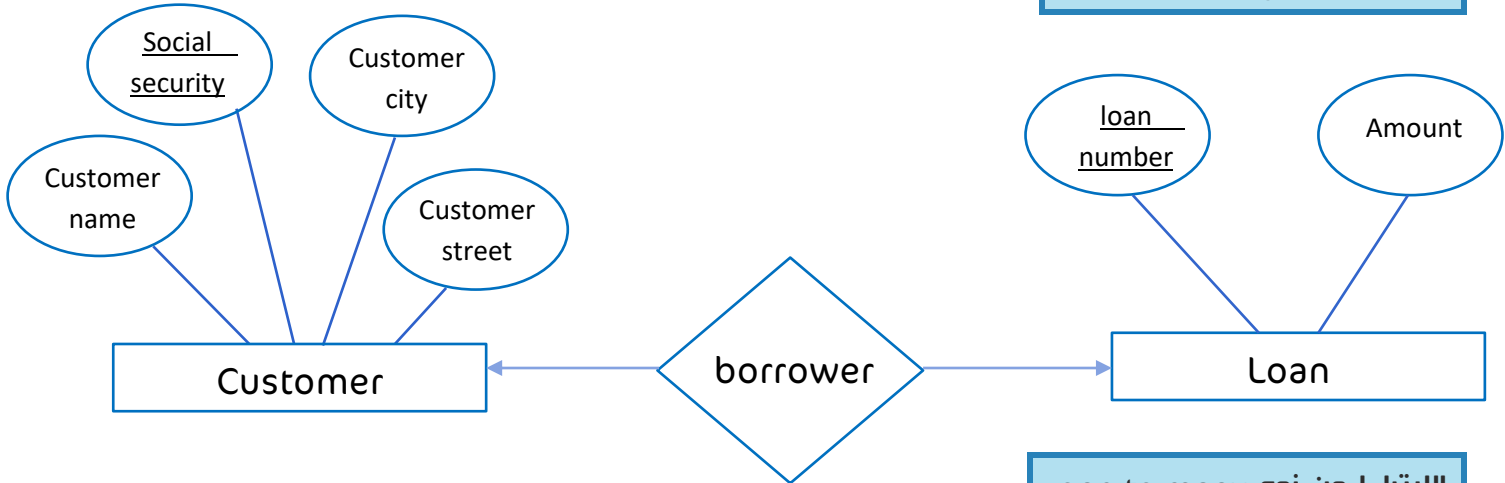 Social
security
Customer
city
Customer
name
Customer
street
Customer
borrower
loan
number
Amount
Loan